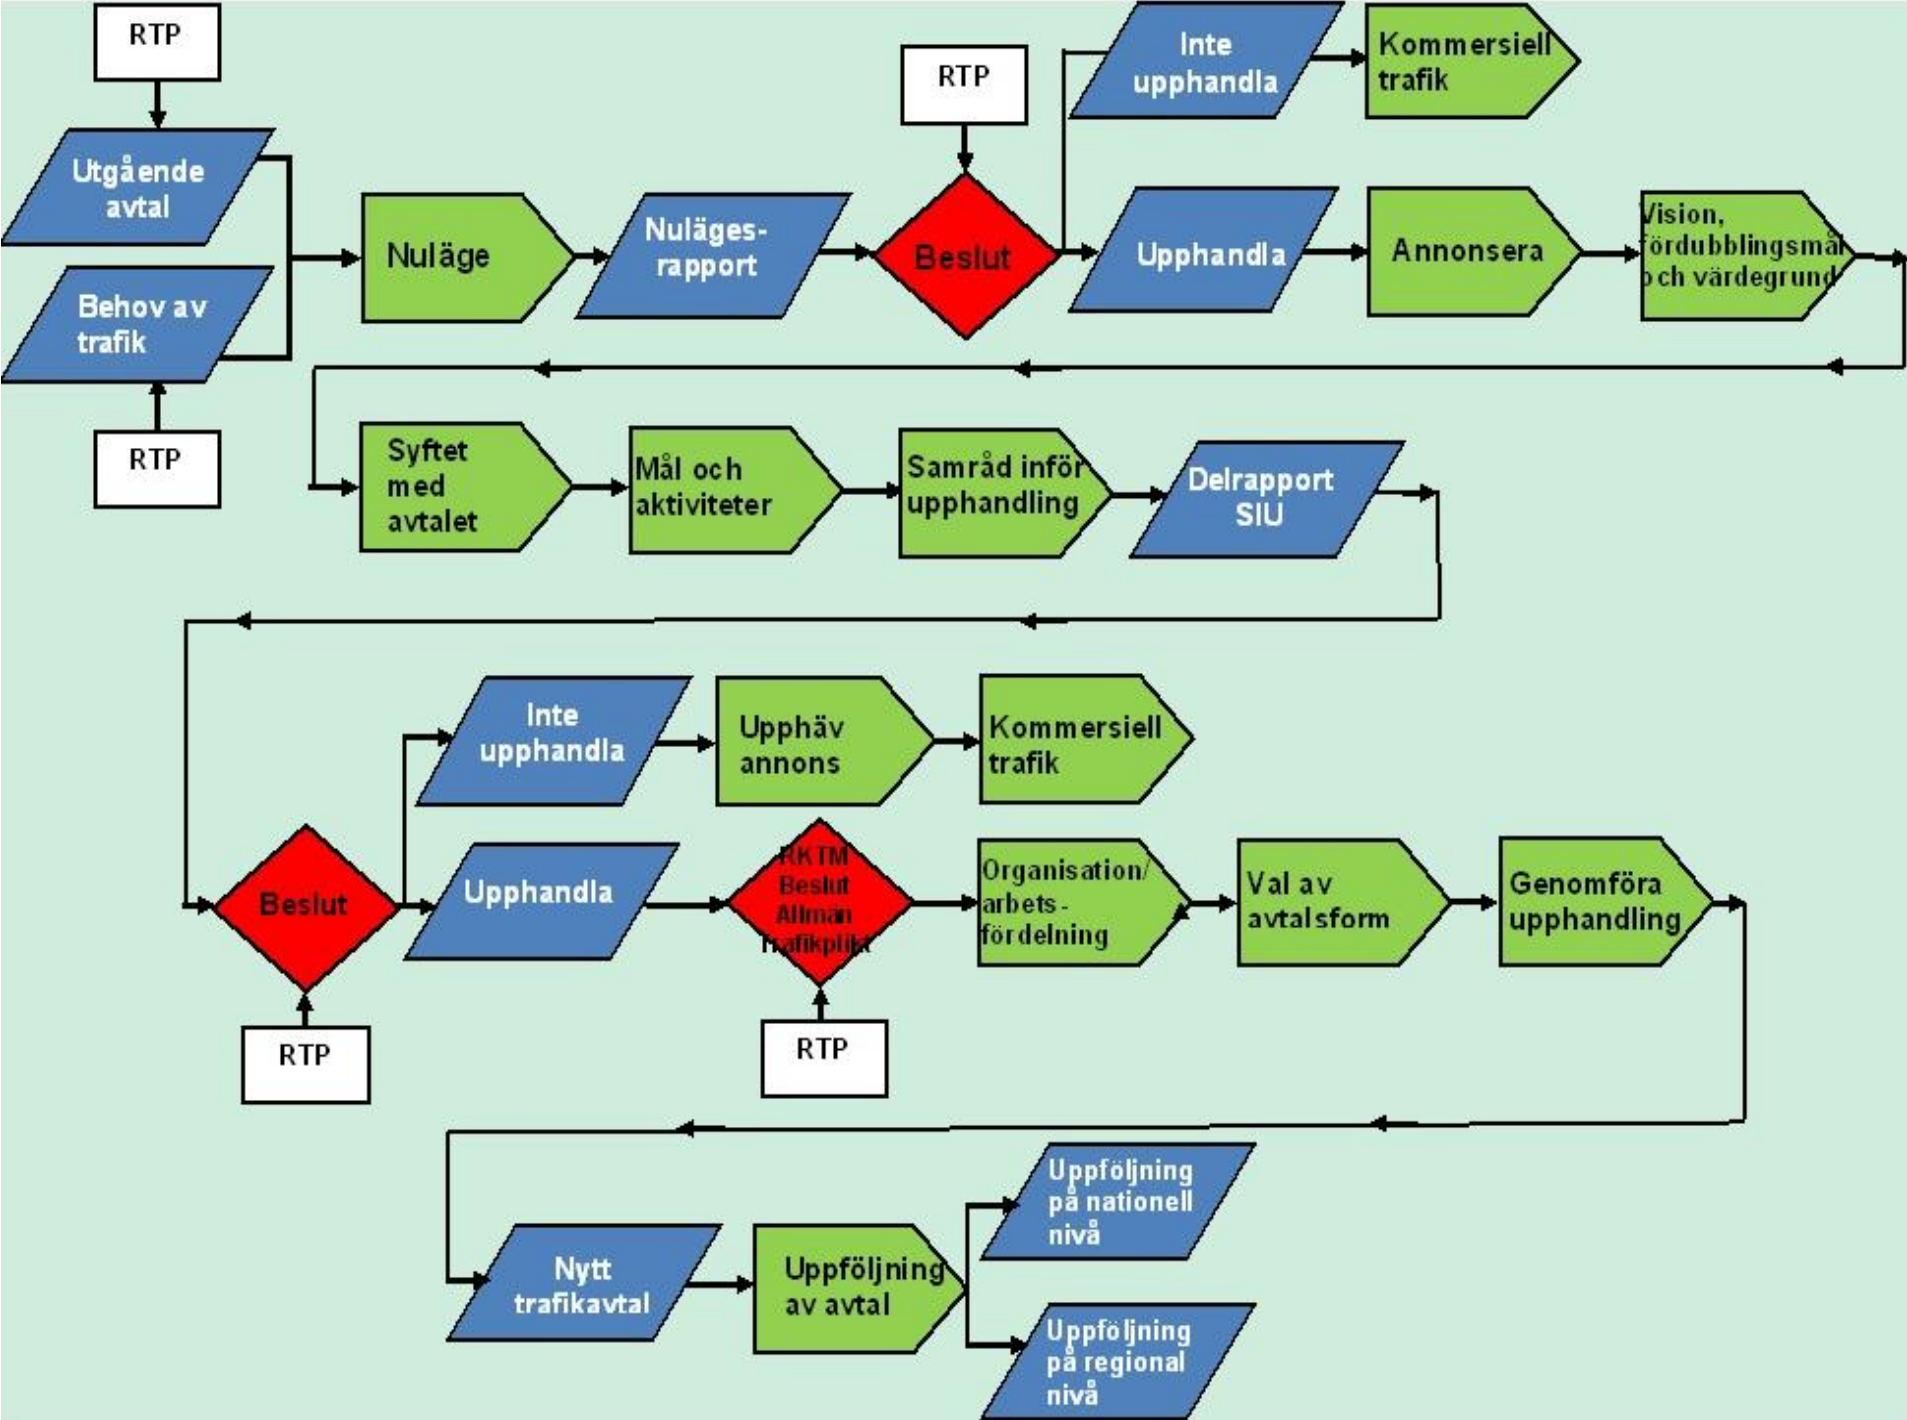 RTP
Utgående
avtal
Behov av
trafik
RTP
Nuläge
Nuläges-
rapport
RTP
Beslut
Inte
upphandla
Kommersiell
trafik
Upphandla
Annonsera
Vision,
fördubblingsmål
och värdegrund
Syftet
med
avtalet
Mål och
aktiviteter
Samråd inför
upphandling
Delrapport
SIU
Beslut
RTP
Inte
upphandla
Upphäv
annons
Kommersiell
trafik
Upphandla
RKTM
Beslut
Allmän
Trafikplikt
RTP
Organisation/
arbets-
fördelning
Val av
avtalsform
Genomföra
upphandling
Nytt
trafikavtal
Uppföljning
av avtal
Uppföljning
på nationell
nivå
Uppföljning
på regional
nivå